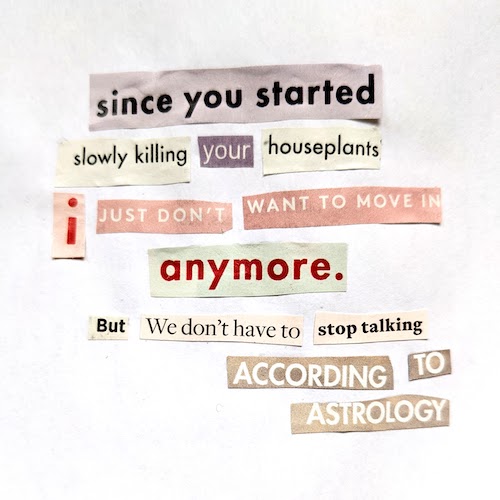 since you started
slowly killing your houseplants
i JUST DON'T WANT TO MOVE IN
anymore.
But We don't have to stop talking
ACCORDING TO
ASTROLOGY